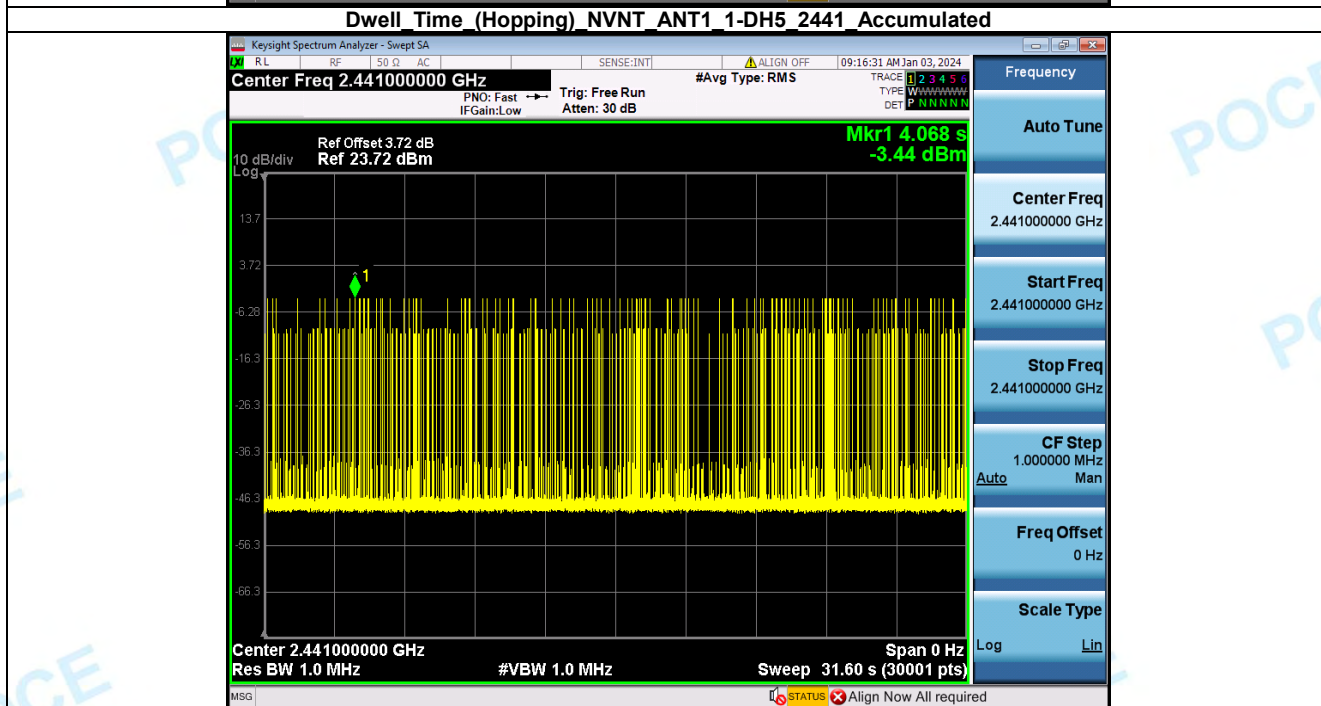 Dwell_Time_(Hopping)_NVNT_ANT1_1-DH5_2441_Accumulated
Keysight Spectrum Analyzer - Swept SA
LXI RL RF 50 Ω AC SENSE:INT ALIGN OFF 09:16:31 AM Jan 03, 2024
Center Freq 2.441000000 GHz
#Avg Type: RMS
TRACE 1 2 3 4 5 6
TYPE WWWWWW
DET P N N N N N
PNO: Fast
IFGain:Low
Trig: Free Run
Atten: 30 dB
Mkr1 4.068 s
-3.44 dBm
Ref Offset 3.72 dB
10 dB/div Ref 23.72 dBm
Log
13.7
3.72
1
-6.28
-16.3
-26.3
-36.3
-46.3
-56.3
-66.3
Center 2.441000000 GHz
Span 0 Hz
Res BW 1.0 MHz
#VBW 1.0 MHz
Sweep 31.60 s (30001 pts)
MSG
STATUS
Align Now All required
Frequency
Auto Tune
Center Freq
2.441000000 GHz
Start Freq
2.441000000 GHz
Stop Freq
2.441000000 GHz
CF Step
1.000000 MHz
Auto Man
Freq Offset
0 Hz
Scale Type
Log Lin
POCE